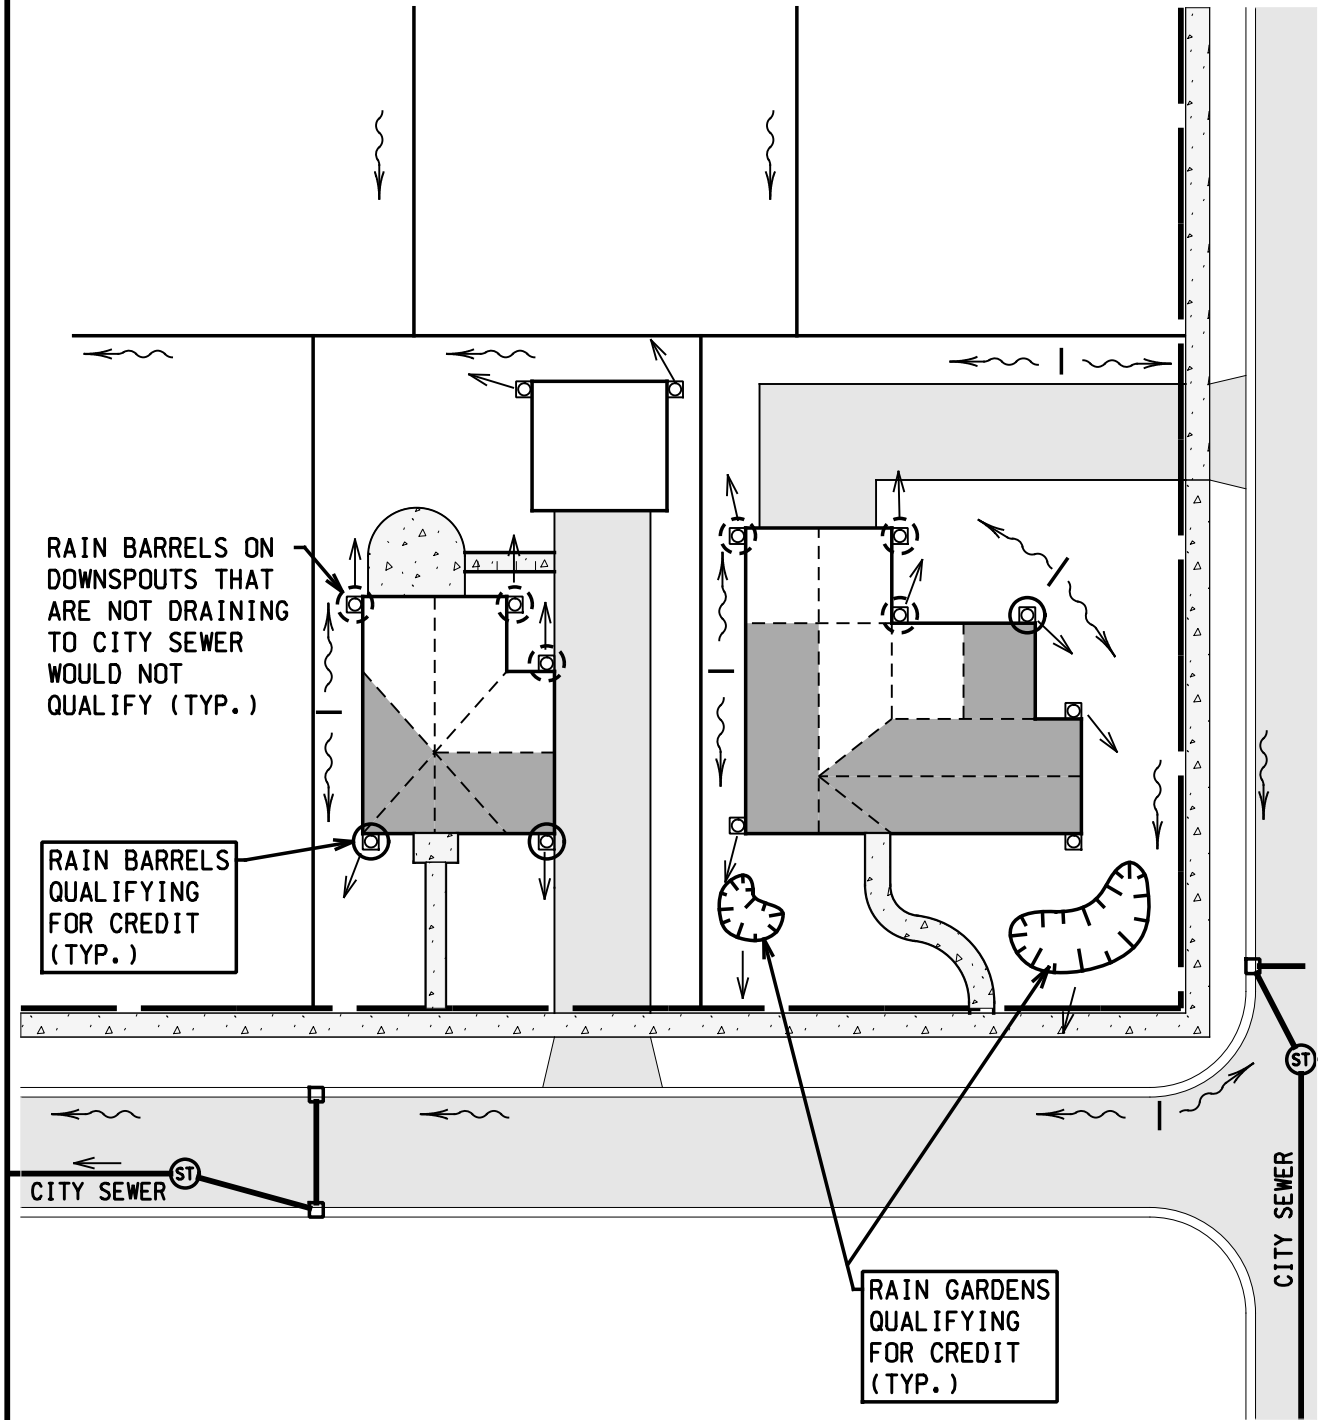 RAIN BARRELS ON
DOWNSPOUTS THAT
ARE NOT DRAINING
TO CITY SEWER
WOULD NOT
QUALIFY (TYP.)
RAIN BARRELS
QUALIFYING
FOR CREDIT
(TYP.)
ST
CITY SEWER
ST
CITY SEWER
RAIN GARDENS
QUALIFYING
FOR CREDIT
(TYP.)